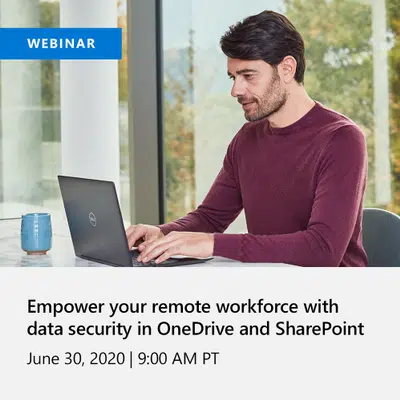 WEBINAR
DELL
Empower your remote workforce with
data security in OneDrive and SharePoint
June 30, 2020 | 9:00 AM PT